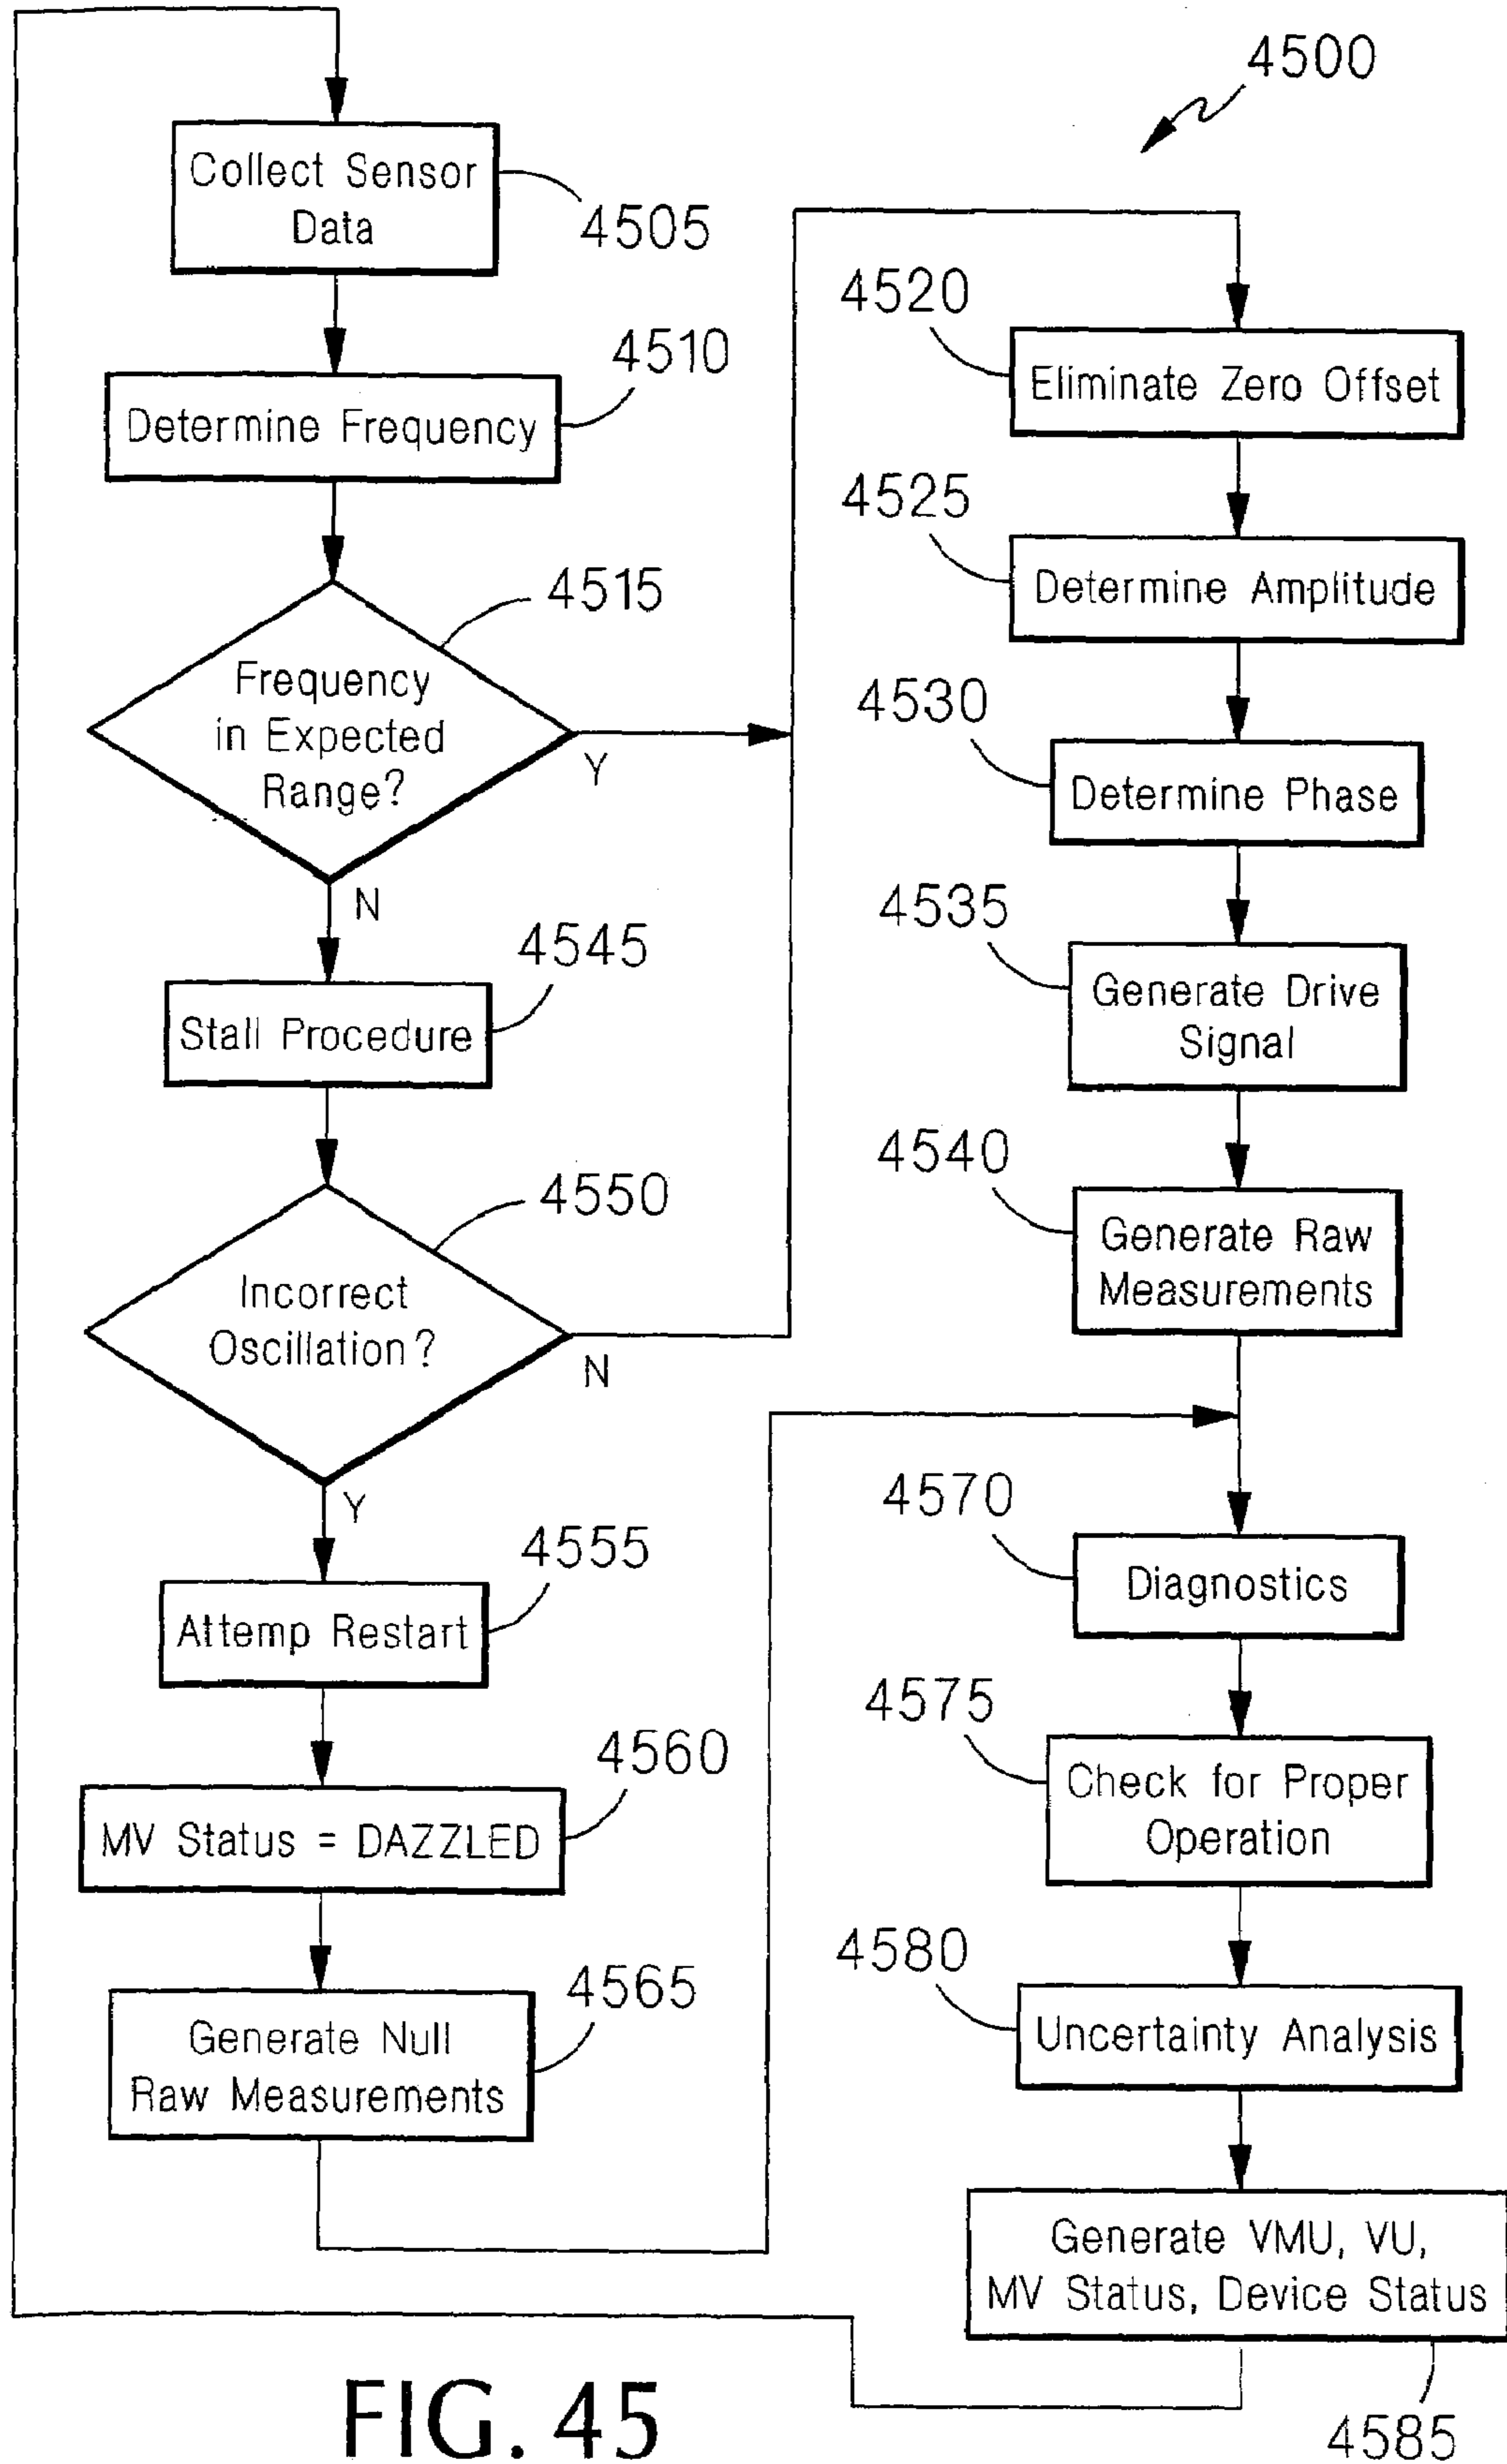 4500
Collect Sensor
Data
4505
Determine Frequency
4510
Frequency
in Expected
Range?
4515
Y
N
Stall Procedure
4545
Incorrect
Oscillation?
4550
N
Y
Attemp Restart
4555
MV Status = DAZZLED
4560
Generate Null
Raw Measurements
4565
4520
Eliminate Zero Offset
4525
Determine Amplitude
4530
Determine Phase
4535
Generate Drive
Signal
4540
Generate Raw
Measurements
4570
Diagnostics
4575
Check for Proper
Operation
4580
Uncertainty Analysis
Generate VMU, VU,
MV Status, Device Status
4585
FIG. 45